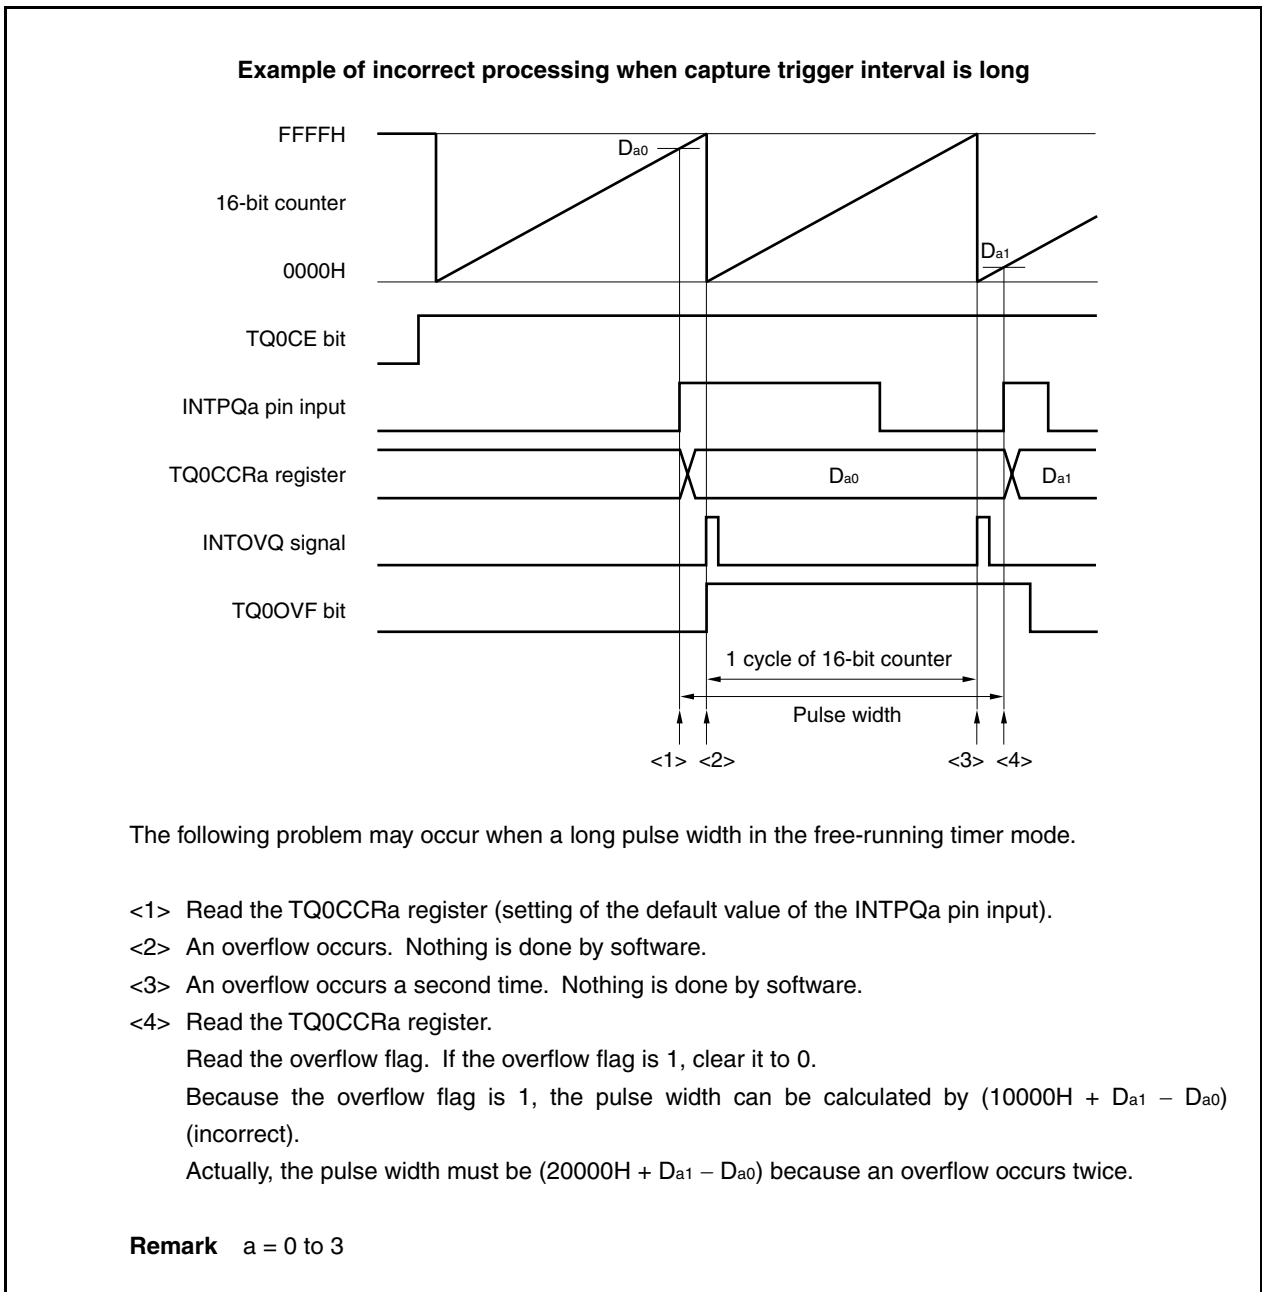 Example of incorrect processing when capture trigger interval is long
FFFFH
Da0
16-bit counter
Da1
0000H
TQ0CE bit
INTPQa pin input
TQ0CCRa register
Da0
Da1
INTOVQ signal
TQ0OVF bit
1 cycle of 16-bit counter
Pulse width
<1> <2> <3> <4>
The following problem may occur when a long pulse width in the free-running timer mode.
<1> Read the TQ0CCRa register (setting of the default value of the INTPQa pin input).
<2> An overflow occurs. Nothing is done by software.
<3> An overflow occurs a second time. Nothing is done by software.
<4> Read the TQ0CCRa register.
Read the overflow flag. If the overflow flag is 1, clear it to 0.
Because the overflow flag is 1, the pulse width can be calculated by (10000H + Da1 − Da0)
(incorrect).
Actually, the pulse width must be (20000H + Da1 − Da0) because an overflow occurs twice.
Remark a = 0 to 3